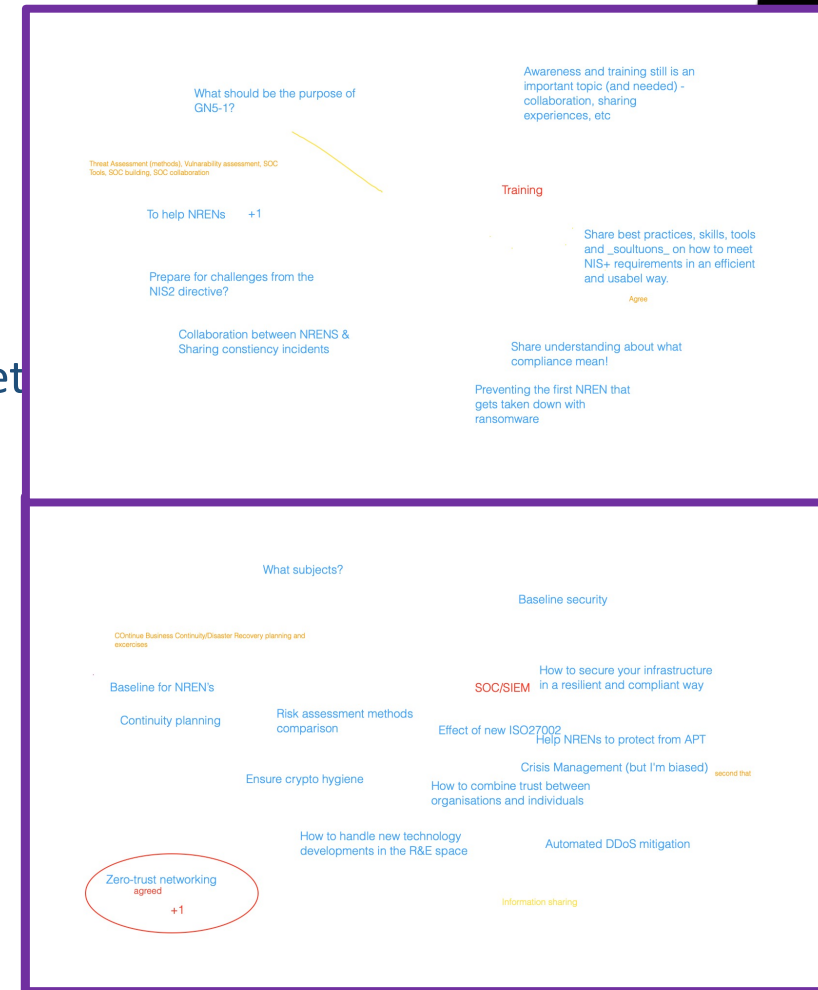 What should be the purpose of
GN5-1?
Awareness and training still is an
important topic (and needed) -
collaboration, sharing
experiences, etc
Threat Assessment (methods), Vulnarability assessment, SOC
Tools, SOC building, SOC collaboration
Training
To help NRENs +1
Share best practices, skills, tools
and _soultuons_ on how to meet
NIS+ requirements in an efficient
and usabel way.
Agree
Prepare for challenges from the
NIS2 directive?
Collaboration between NRENS &
Sharing constiency incidents
Share understanding about what
compliance mean!
et
Preventing the first NREN that
gets taken down with
ransomware
What subjects?
Baseline security
COntinue Business Continuity/Disaster Recovery planning and
excercises
How to secure your infrastructure
in a resilient and compliant way
Baseline for NREN's
SOC/SIEM
Continuity planning
Risk assessment methods
comparison
Effect of new ISO27002
Help NRENs to protect from APT
Crisis Management (but I'm biased)
second that
Ensure crypto hygiene
How to combine trust between
organisations and individuals
How to handle new technology
developments in the R&E space
Automated DDoS mitigation
Zero-trust networking
agreed
+1
Information sharing